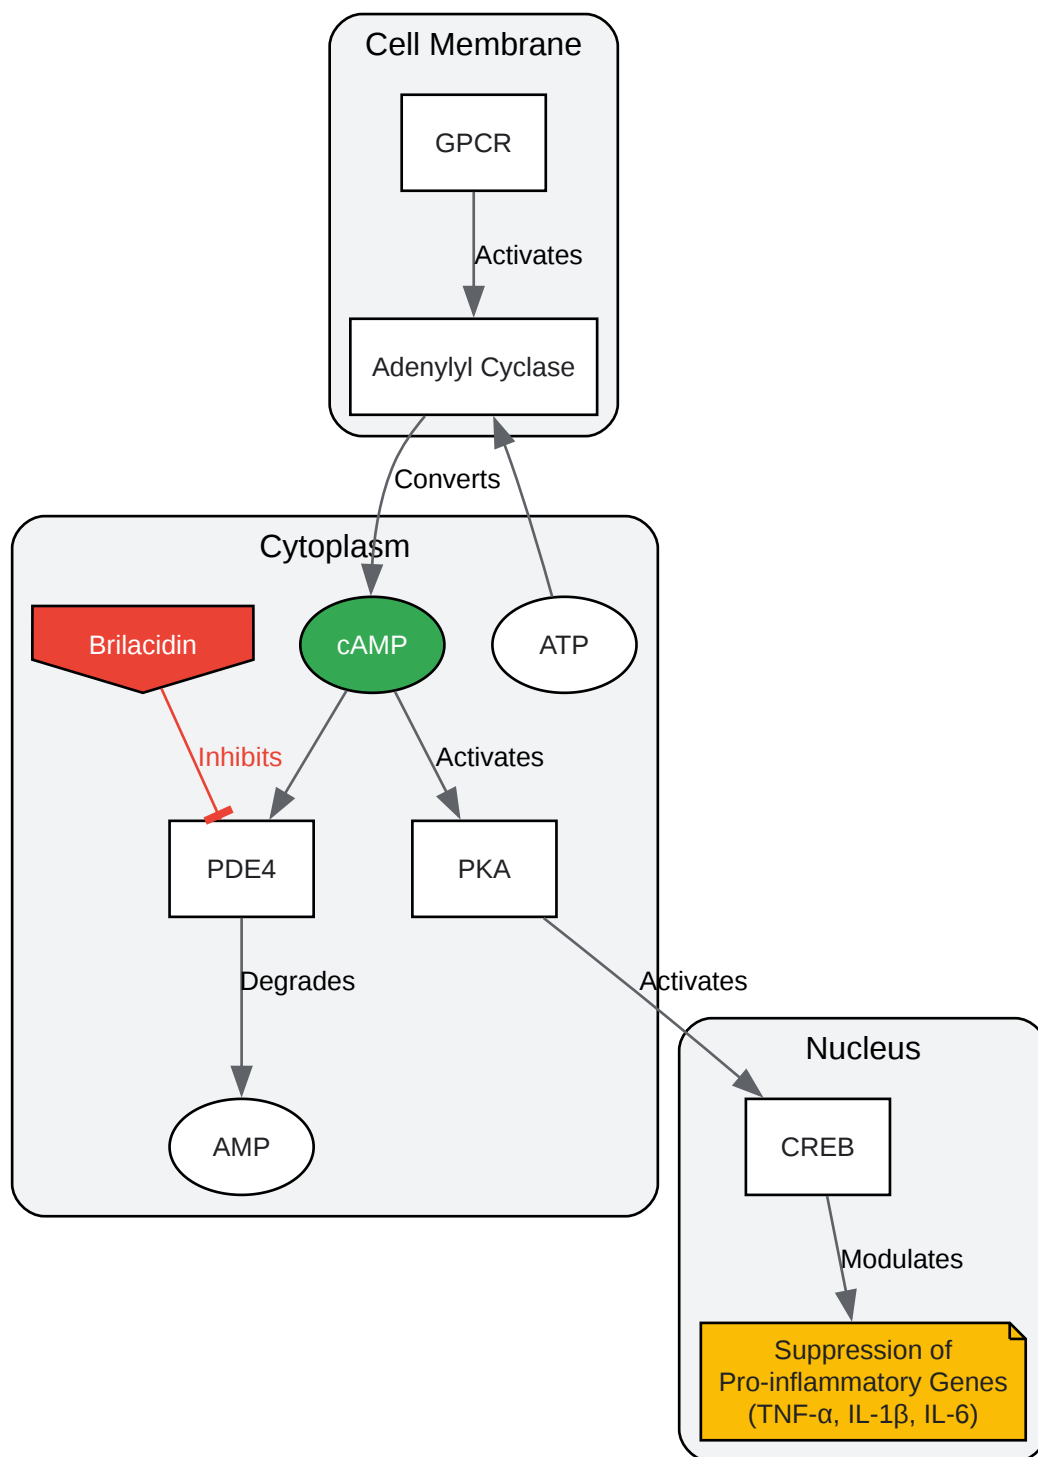 Cell Membrane
GPCR
Activates
Adenylyl Cyclase
Converts
Cytoplasm
Brilacidin
cAMP
ATP
Inhibits
Activates
PDE4
PKA
Degrades
Activates
Nucleus
AMP
CREB
Modulates
Suppression of
Pro-inflammatory Genes
(TNF-α, IL-1β, IL-6)